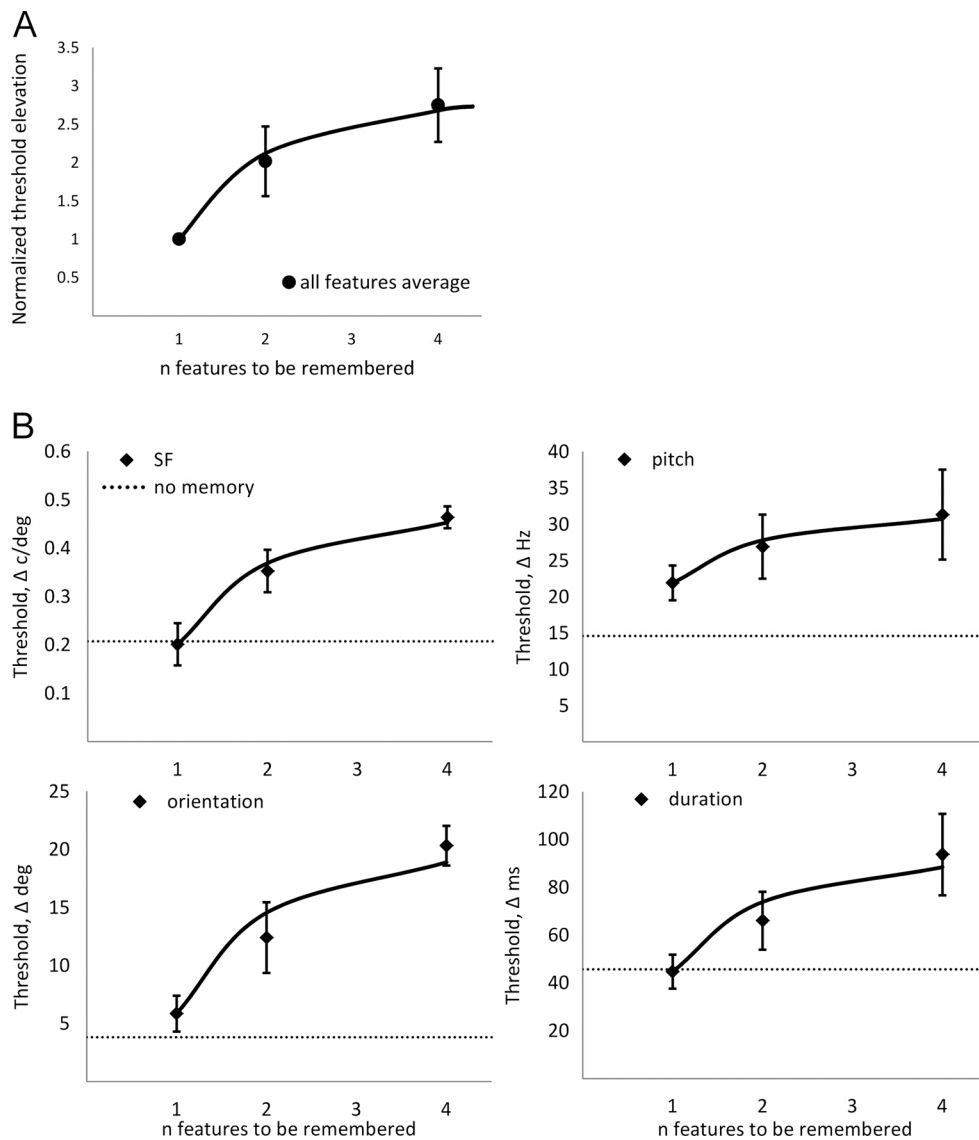 A
Normalized threshold elevation
3.5
3
2.5
2
1.5
1
0.5
all features average
1 2 3 4
n features to be remembered
B
Threshold, Δ c/deg
0.6
0.5
0.4
0.3
0.2
0.1
SF
no memory
1 2 3 4
Threshold, Δ Hz
40
35
30
25
20
15
10
5
pitch
1 2 3 4
Threshold, Δ deg
25
20
15
10
5
orientation
1 2 3 4
n features to be remembered
Threshold, Δ ms
120
100
80
60
40
20
duration
1 2 3 4
n features to be remembered